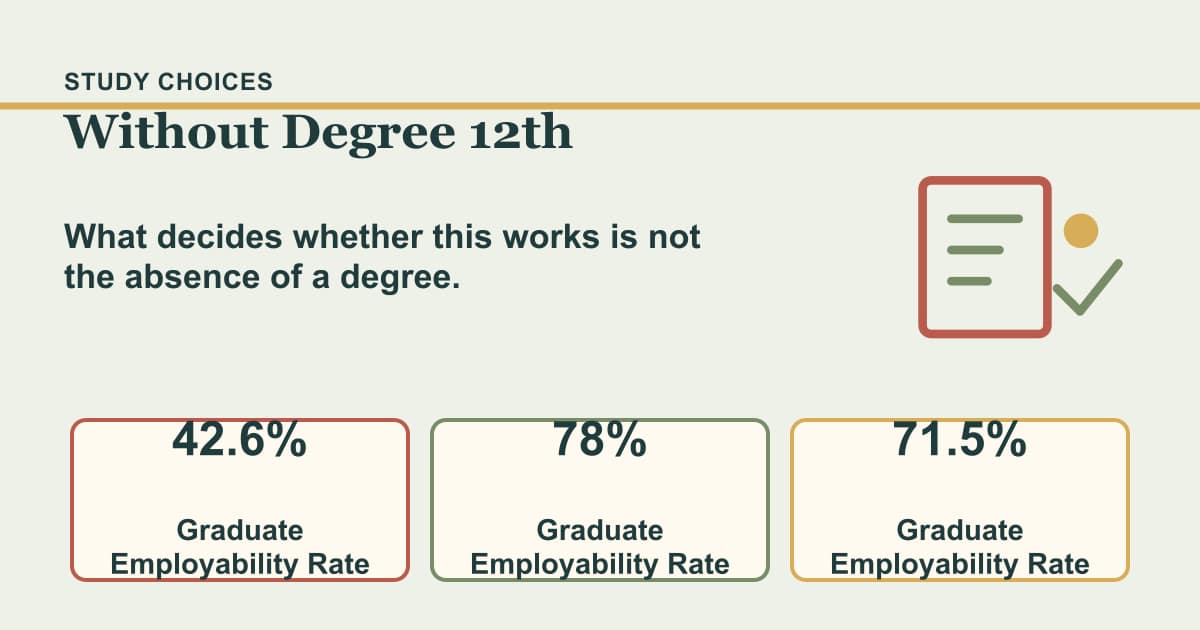 STUDY CHOICES
Without Degree 12th
What decides whether this works is not
the absence of a degree.
42.6%
Graduate
Employability Rate
78%
Graduate
Employability Rate
71.5%
Graduate
Employability Rate